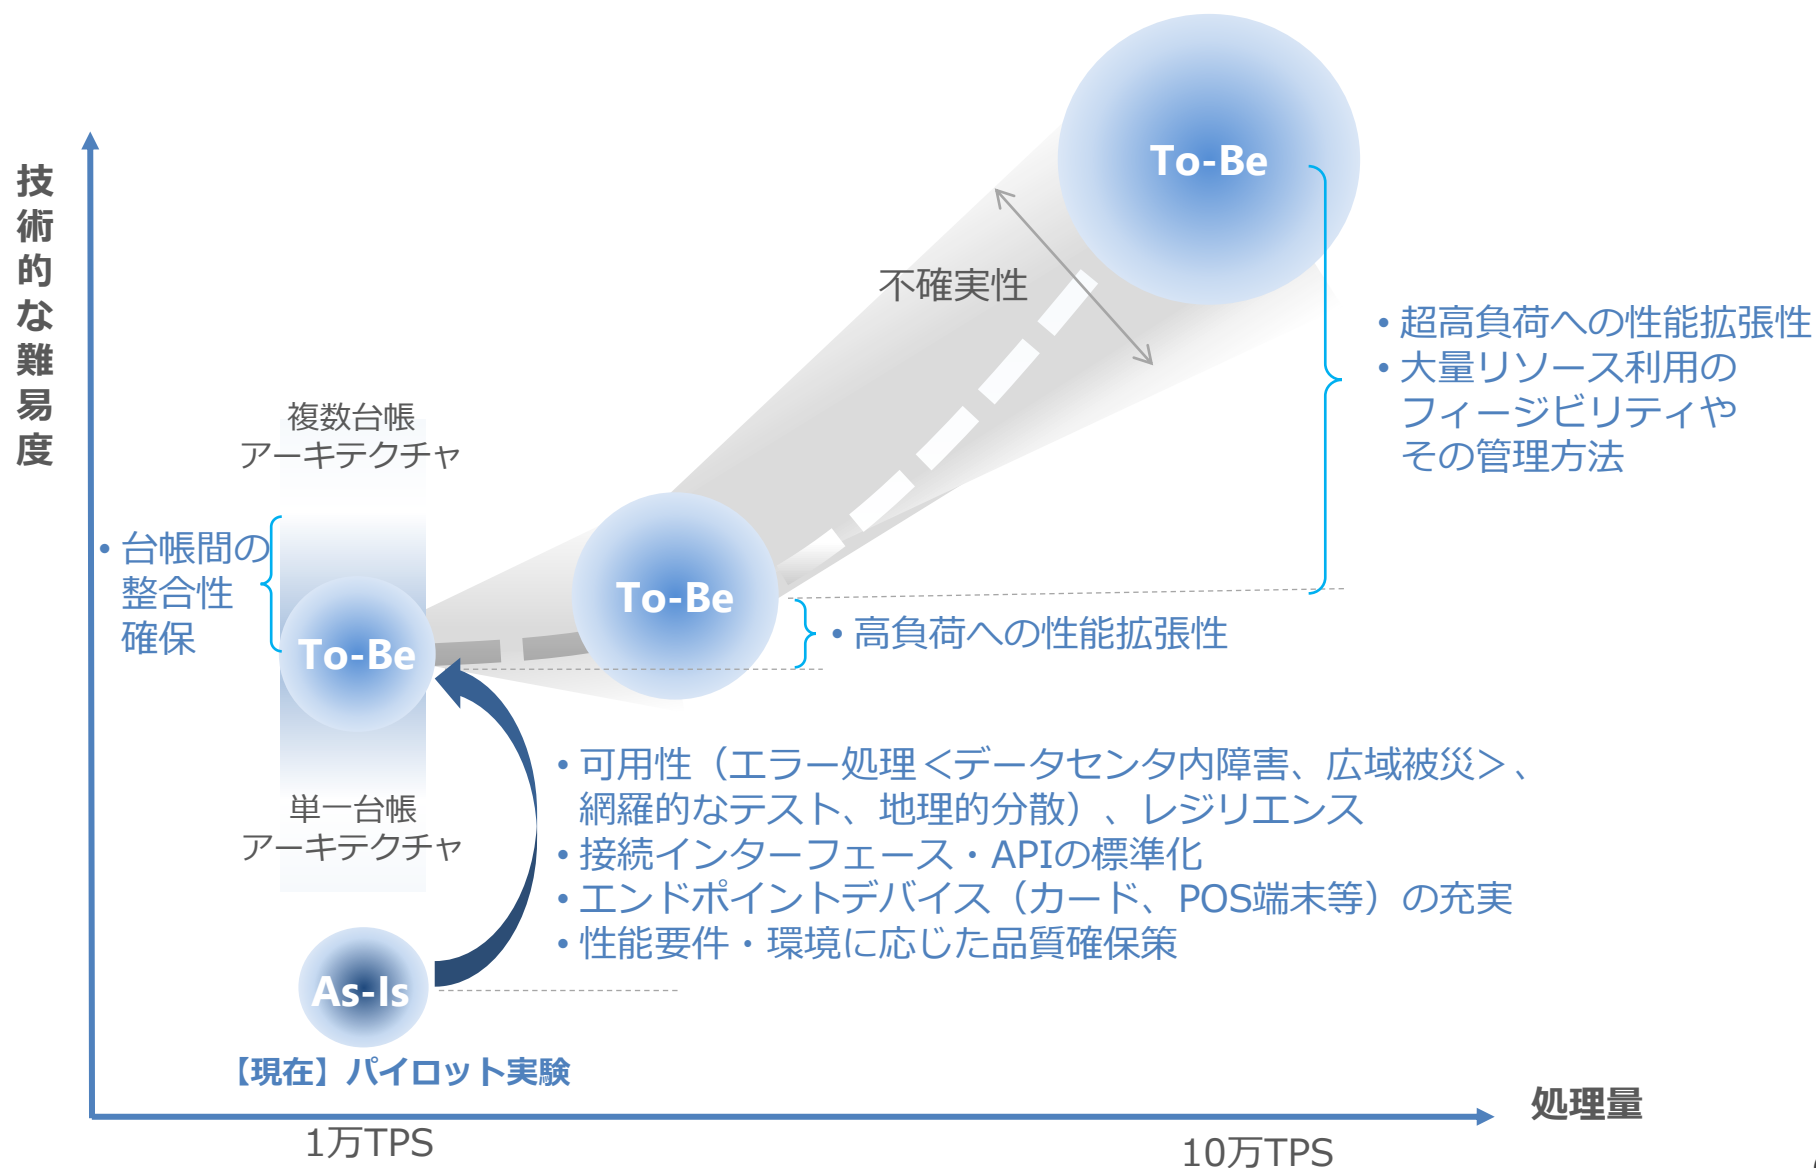 技術的な難易度
To-Be
不確実性
• 超高負荷への性能拡張性
• 大量リソース利用の
フィージビリティや
その管理方法
複数台帳
アーキテクチャ
• 台帳間の
整合性
確保
To-Be
To-Be
• 高負荷への性能拡張性
単一台帳
アーキテクチャ
• 可用性（エラー処理＜データセンタ内障害、広域被災＞、
網羅的なテスト、地理的分散）、レジリエンス
• 接続インターフェース・APIの標準化
• エンドポイントデバイス（カード、POS端末等）の充実
• 性能要件・環境に応じた品質確保策
As-Is
【現在】パイロット実験
処理量
1万TPS
10万TPS